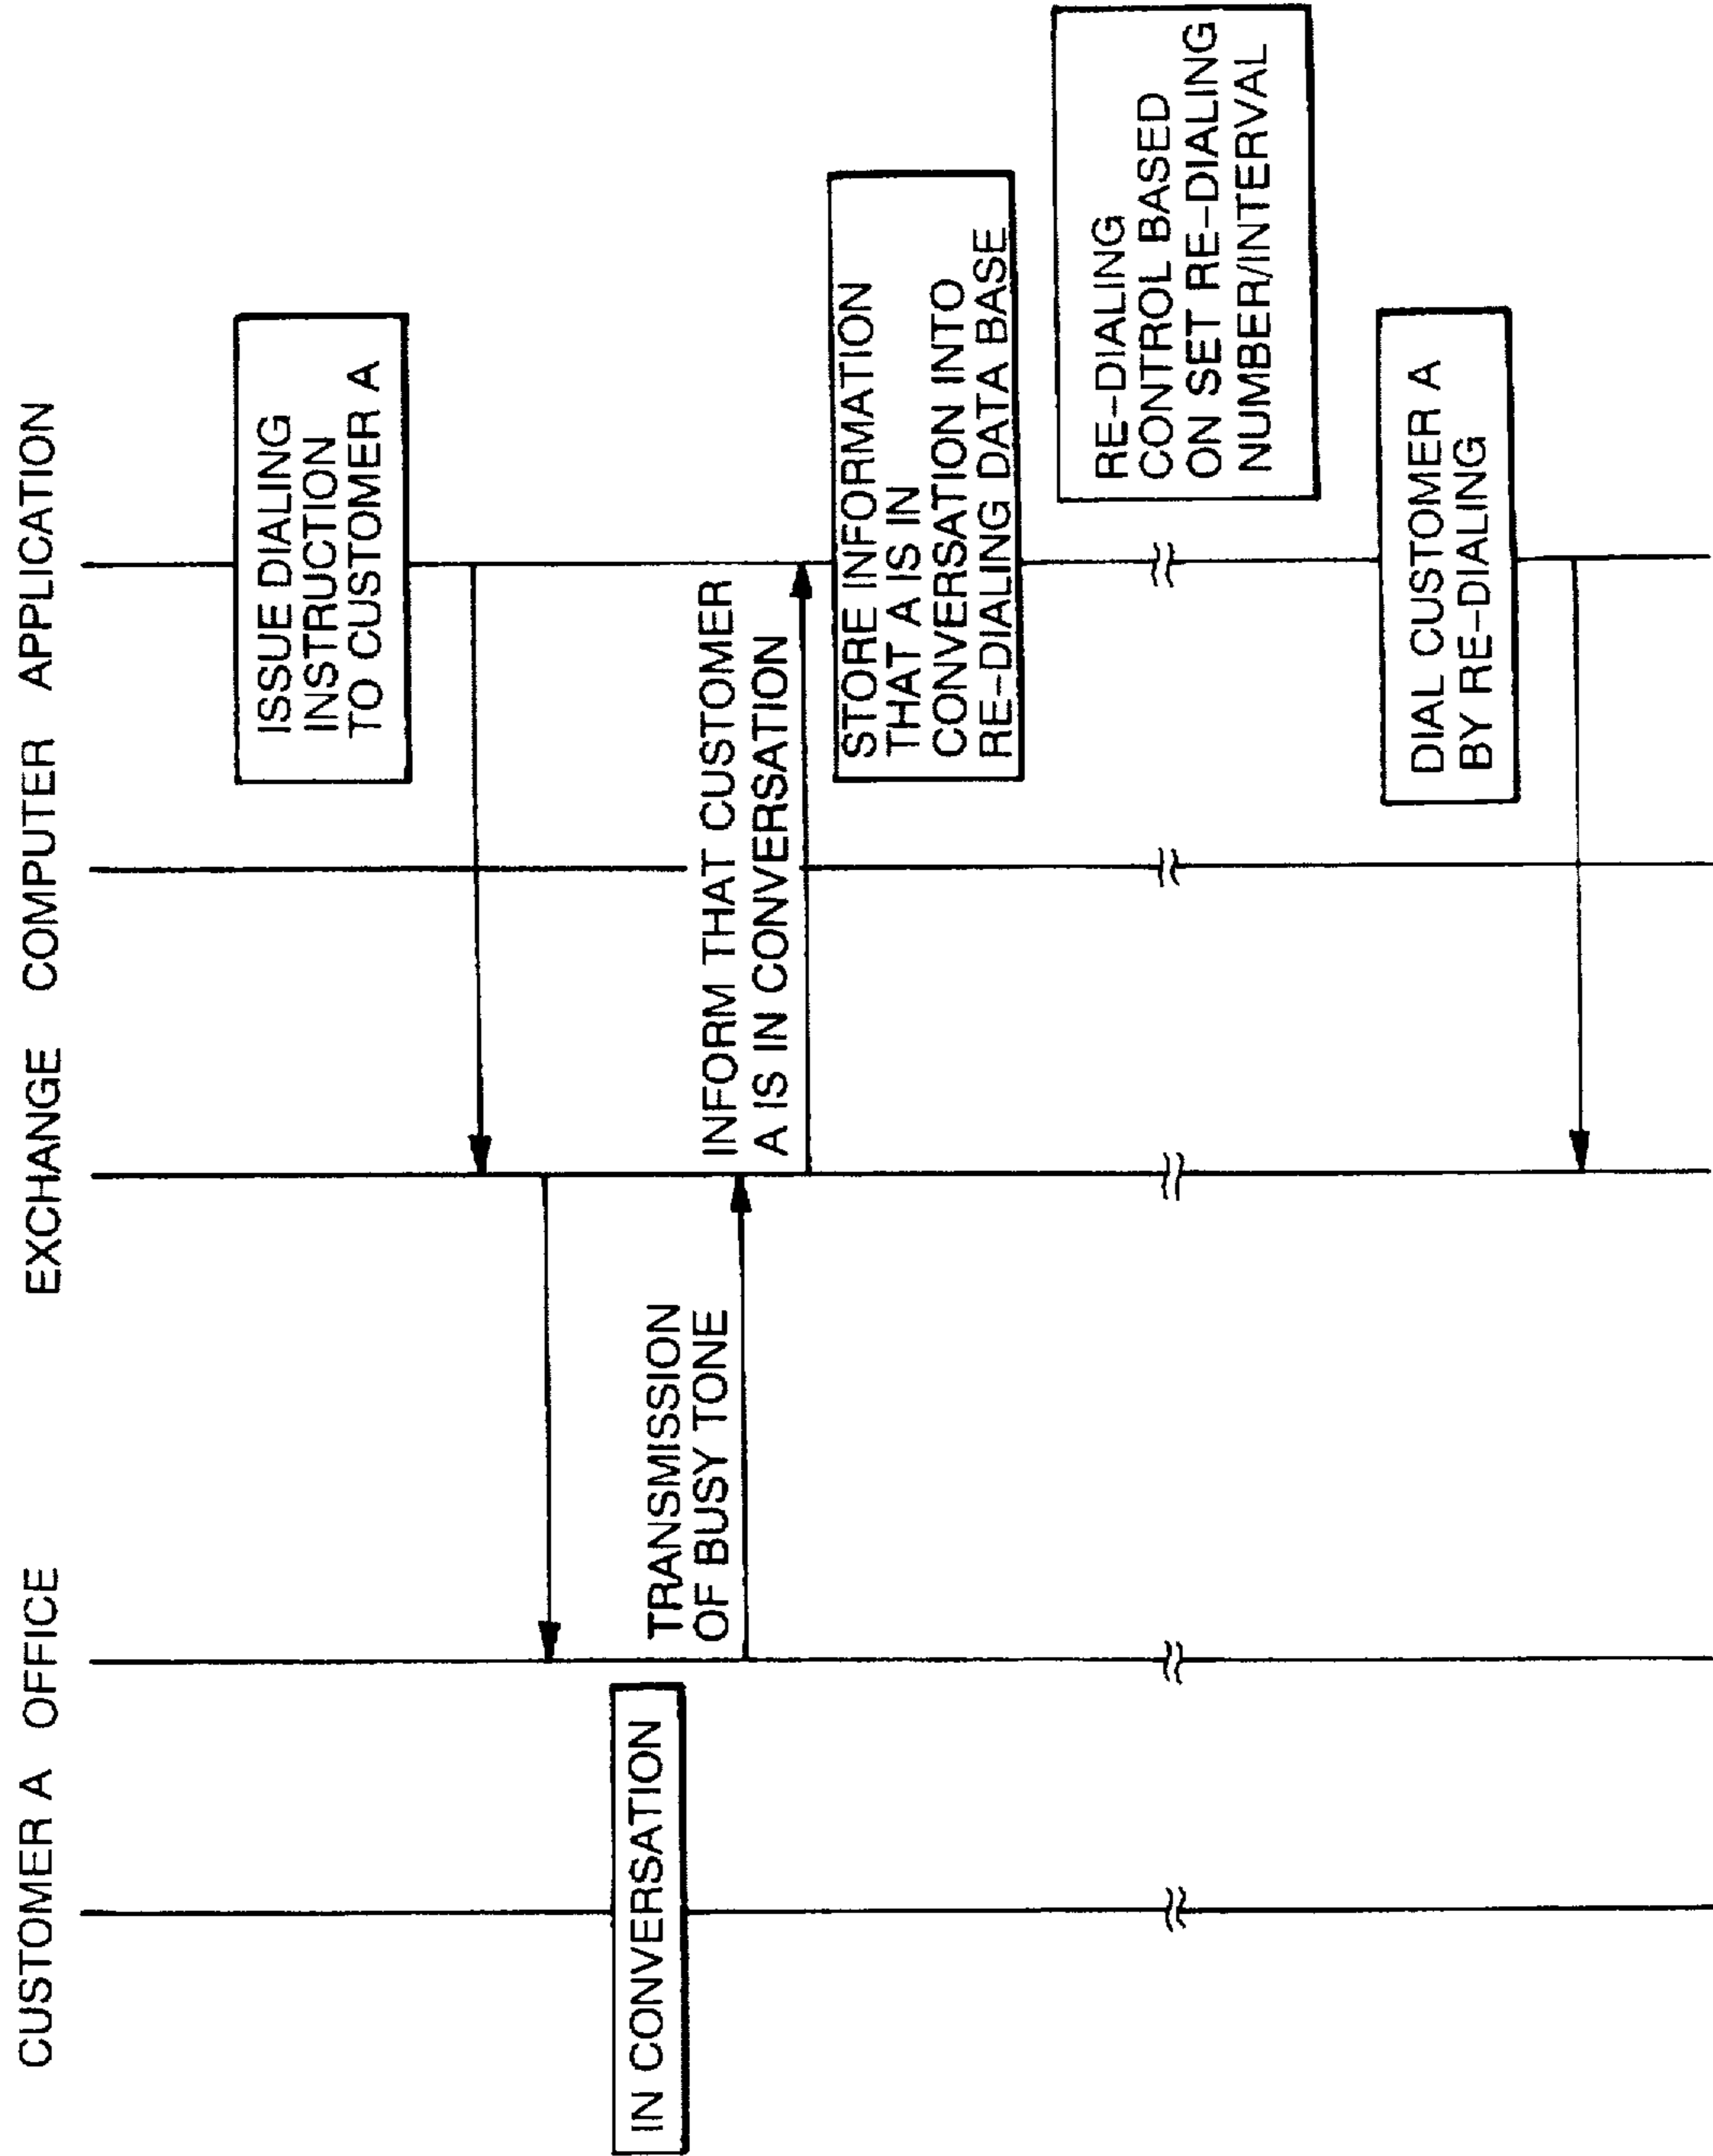 CUSTOMER A OFFICE EXCHANGE COMPUTER APPLICATION
ISSUE DIALING
INSTRUCTION
TO CUSTOMER A
IN CONVERSATION
TRANSMISSION
OF BUSY TONE
INFORM THAT CUSTOMER
A IS IN CONVERSATION
STORE INFORMATION
THAT A IS IN
CONVERSATION INTO
RE-DIALING DATA BASE
RE-DIALING
CONTROL BASED
ON SET RE-DIALING
NUMBER/INTERVAL
DIAL CUSTOMER A
BY RE-DIALING